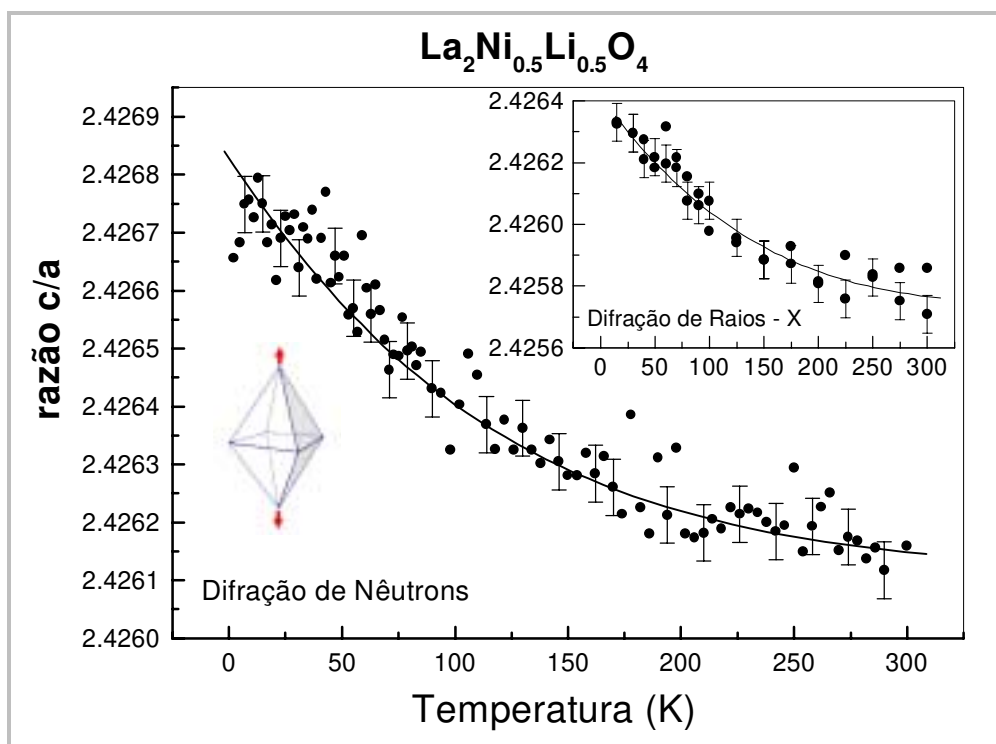 La2Ni0.5Li0.5O4
2.4269
2.4268
2.4267
2.4266
2.4265
2.4264
2.4263
2.4262
2.4261
2.4260
razão c/a
2.4264
2.4262
2.4260
2.4258
2.4256
Difração de Raios - X
0 50 100 150 200 250 300
Difração de Nêutrons
0 50 100 150 200 250 300
Temperatura (K)